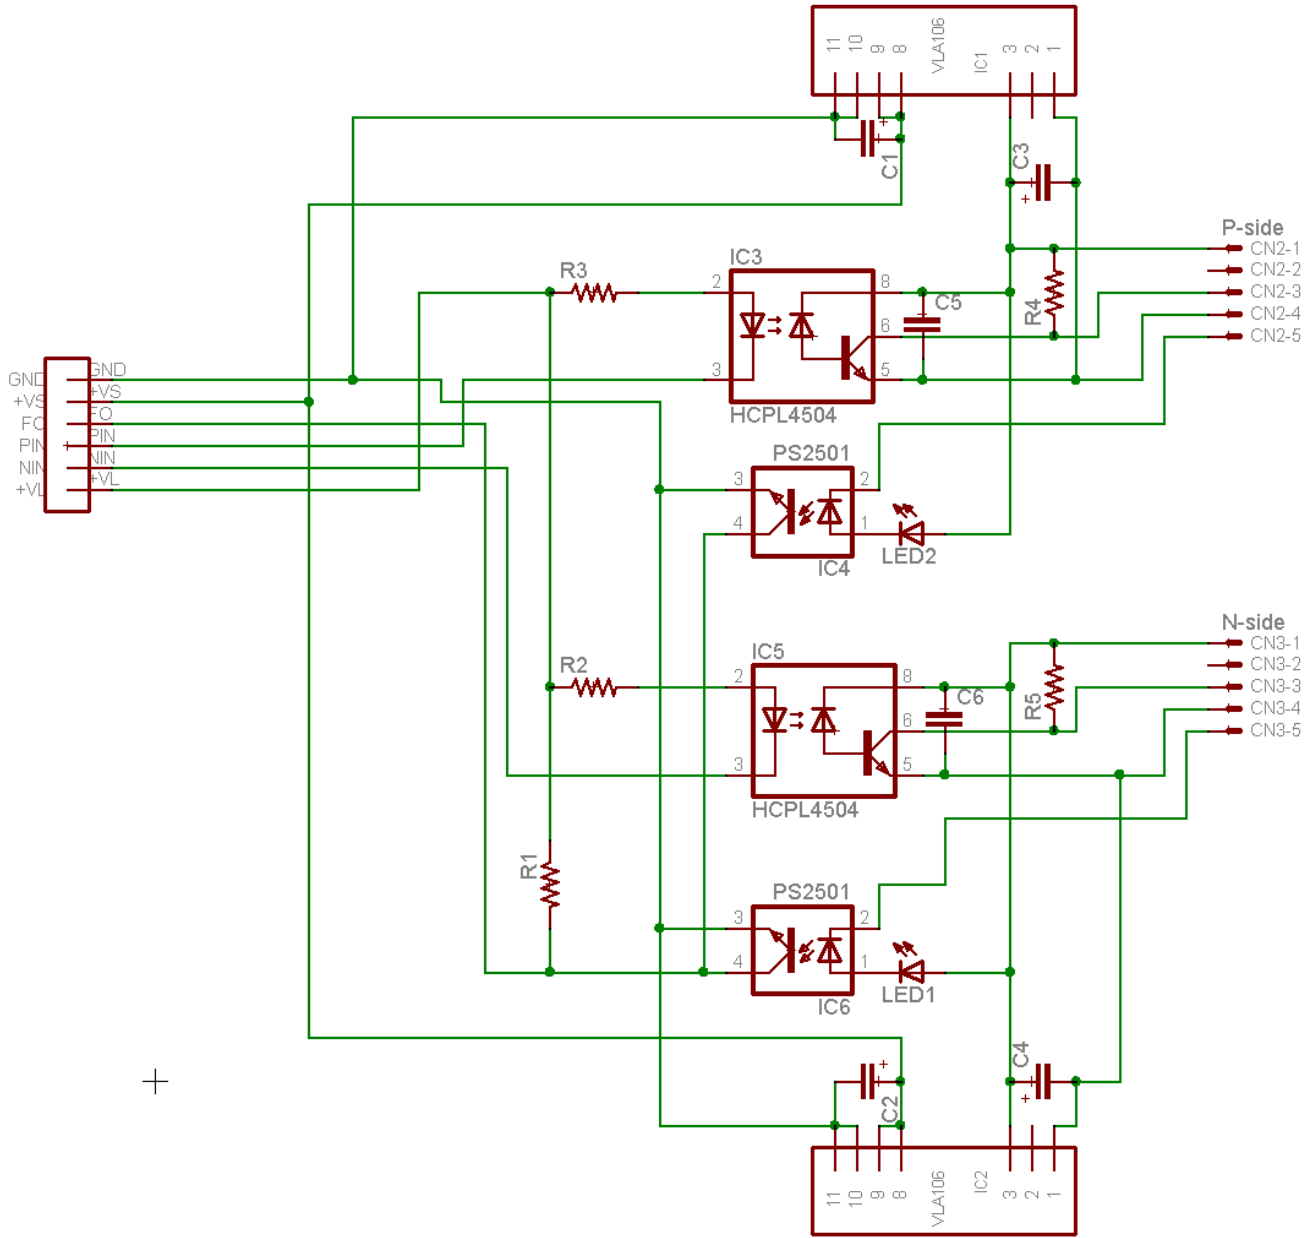 11
10
9
8
VLA106
IC1
3
2
1
+
C1
C3
+
P-side
CN2-1
CN2-2
CN2-3
CN2-4
CN2-5
IC3
R3
2
8
C5
R4
6
3
5
HCPL4504
GND
GND
+VS
+VS
FO
FO
PIN
PIN
NIN
NIN
+VL
+VL
PS2501
3
2
4
1
LED2
IC4
N-side
CN3-1
CN3-2
CN3-3
CN3-4
CN3-5
IC5
R2
2
8
C6
R5
6
3
5
HCPL4504
R1
PS2501
3
2
4
1
LED1
IC6
C4
+
+
C2
11
10
9
8
VLA106
IC2
3
2
1